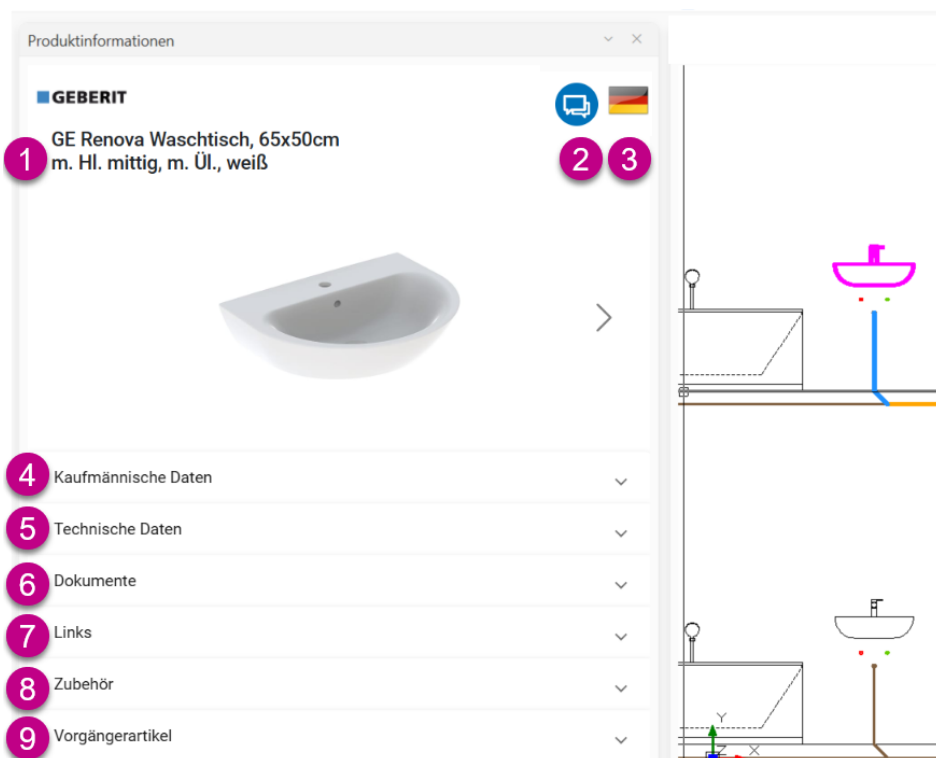 Produktinformationen
GEBERIT
GE Renova Waschtisch, 65x50cm
1 m. Hl. mittig, m. Ül., weiß
2 3
4 Kaufmännische Daten
5 Technische Daten
6 Dokumente
7 Links
8 Zubehör
9 Vorgängerartikel
Y
Z X